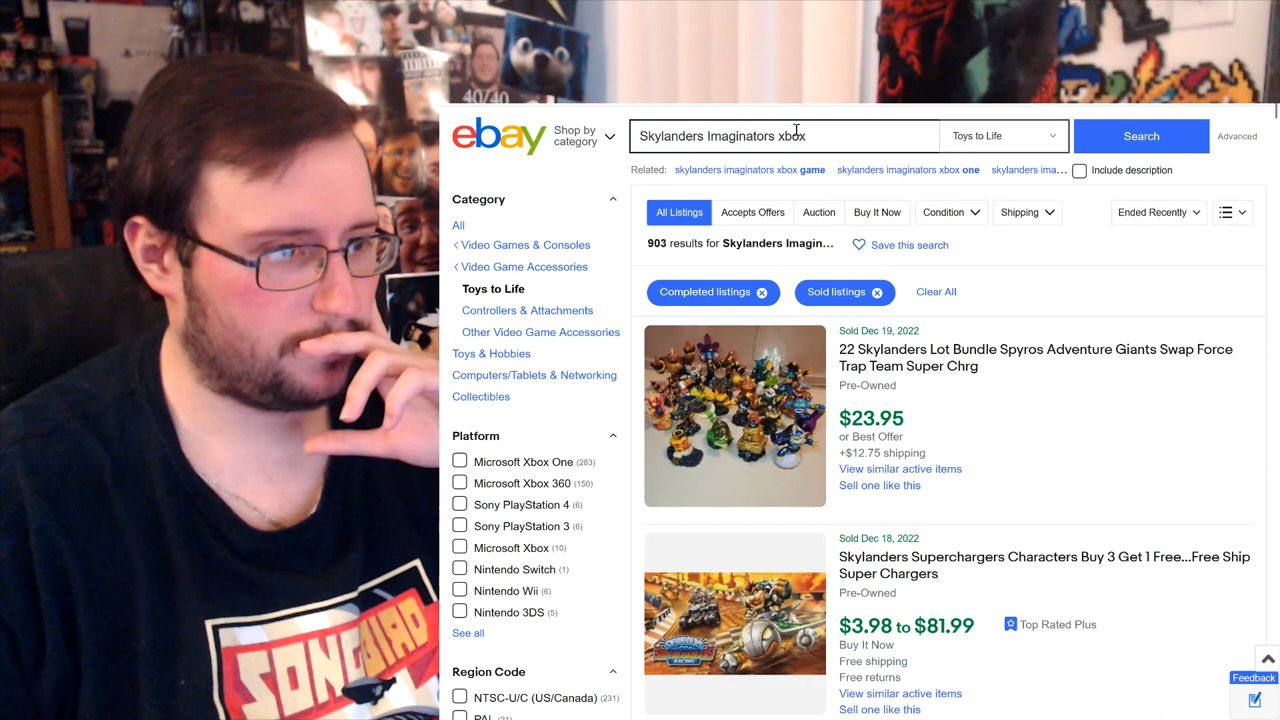 40/40
ebay
Shop by
category
Skylanders Imaginators xbox
Toys to Life
Search
Advanced
Related:
skylanders imaginators xbox game
skylanders imaginators xbox one
skylanders ima...
Include description
Category
All
Video Games & Consoles
Video Game Accessories
Toys to Life
Controllers & Attachments
Other Video Game Accessories
Toys & Hobbies
Computers/Tablets & Networking
Collectibles
Platform
Microsoft Xbox One (283)
Microsoft Xbox 360 (150)
Sony PlayStation 4 (6)
Sony PlayStation 3 (6)
Microsoft Xbox (10)
Nintendo Switch (1)
Nintendo Wii (6)
Nintendo 3DS (5)
See all
Region Code
NTSC-U/C (US/Canada) (231)
PAL (21)
All Listings
Accepts Offers
Auction
Buy It Now
Condition
Shipping
Ended Recently
903 results for Skylanders Imagin...
Save this search
Completed listings
Sold listings
Clear All
Sold Dec 19, 2022
22 Skylanders Lot Bundle Spyros Adventure Giants Swap Force
Trap Team Super Chrg
Pre-Owned
$23.95
or Best Offer
+$12.75 shipping
View similar active items
Sell one like this
Sold Dec 18, 2022
Skylanders Superchargers Characters Buy 3 Get 1 Free...Free Ship
Super Chargers
Pre-Owned
$3.98 to $81.99
Top Rated Plus
Buy It Now
Free shipping
Free returns
View similar active items
Sell one like this
Feedback
SONGBIRD